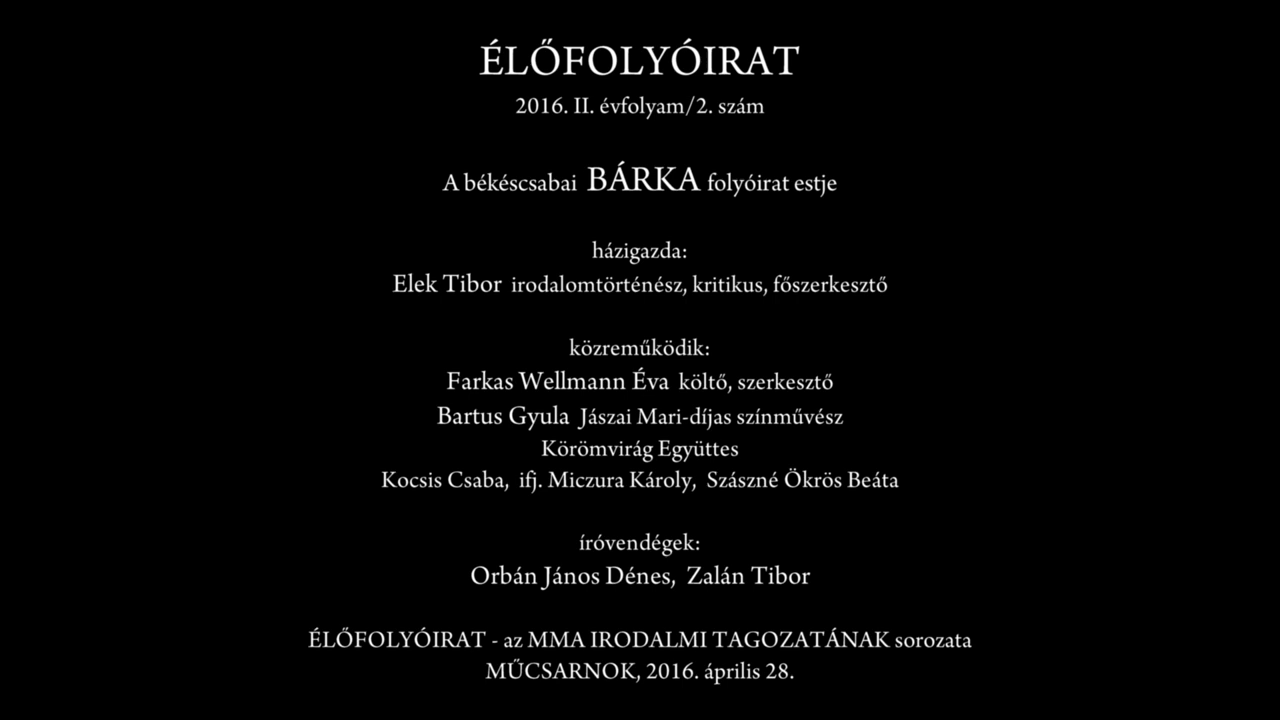 ÉLŐFOLYÓIRAT
2016. II. évfolyam/2. szám
A békéscsabai BÁRKA folyóirat estje
házigazda:
Elek Tibor irodalomtörténész, kritikus, főszerkesztő
közreműködik:
Farkas Wellmann Éva költő, szerkesztő
Bartus Gyula Jászai Mari-díjas színművész
Körömvirág Együttes
Kocsis Csaba, ifj. Miczura Károly, Szászné Ökrös Beáta
íróvendégek:
Orbán János Dénes, Zalán Tibor
ÉLŐFOLYÓIRAT - az MMA IRODALMI TAGOZATÁNAK sorozata
MŰCSARNOK, 2016. április 28.